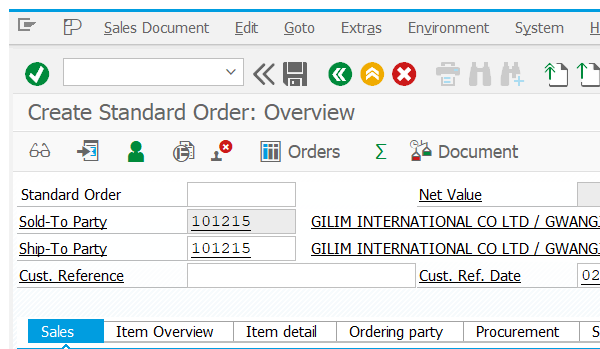 Sales Document Edit Goto Extras Environment System
Create Standard Order: Overview
Orders Σ Document
Standard Order Net Value
Sold-To Party 101215 GILIM INTERNATIONAL CO LTD /
Ship-To Party 101215 GILIM INTERNATIONAL CO LTD /
Cust. Reference Cust. Ref. Date 02
Sales Item Overview Item detail Ordering party Procurement S